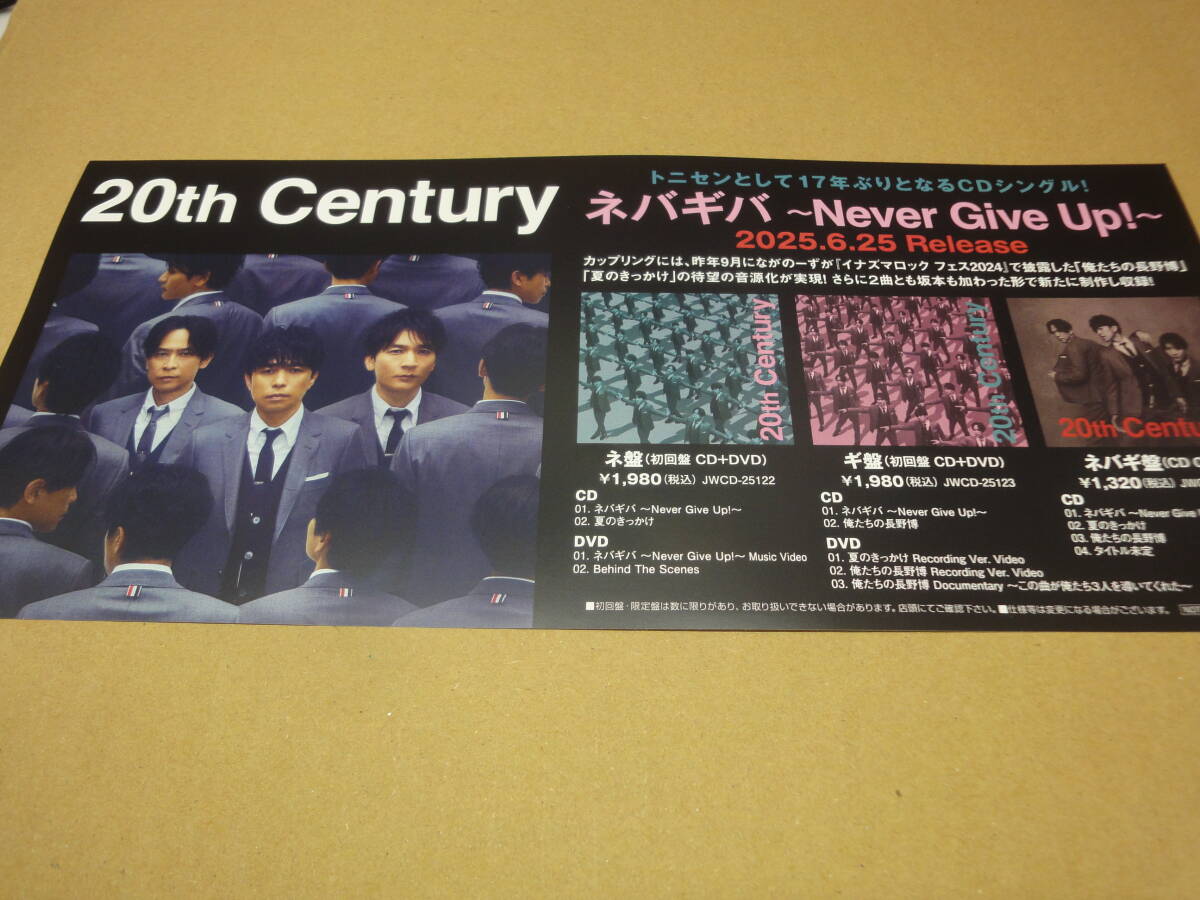 20th Century
トニセンとして17年ぶりとなるCDシングル!
ネバギバ ~Never Give Up!~
2025.6.25 Release
カップリングには、昨年9月にながのーずが『イナズマロック フェス2024』で披露した「俺たちの長野博」
「夏のきっかけ」の待望の音源化が実現! さらに2曲とも坂本も加わった形で新たに制作し収録!
20th Century
20th Century
20th Centu
ネ盤(初回盤 CD+DVD)
¥1,980(税込) JWCD-25122
CD
01. ネバギバ ~Never Give Up!~
02. 夏のきっかけ
DVD
01. ネバギバ ~Never Give Up!~ Music Video
02. Behind The Scenes
ギ盤(初回盤 CD+DVD)
¥1,980(税込) JWCD-25123
CD
01. ネバギバ ~Never Give Up!~
02. 俺たちの長野博
DVD
01. 夏のきっかけ Recording Ver. Video
02. 俺たちの長野博 Recording Ver. Video
03. 俺たちの長野博 Documentary ~この曲が俺たち3人を導いてくれた~
ネバギ盤(CD
¥1,320(税込)
CD
01. ネバギバ ~Never Give
02. 夏のきっかけ
03. 俺たちの長野博
04. タイトル未定
■初回盤・限定盤は数に限りがあり、お取り扱いできない場合があります。店頭にてご確認下さい。■仕様等は変更になる場合がございます。